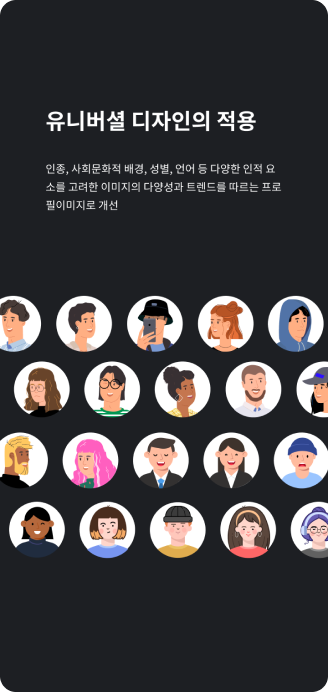 유니버셜 디자인의 적용
인종, 사회문화적 배경, 성별, 언어 등 다양한 인적 요
소를 고려한 이미지의 다양성과 트렌드를 따르는 프로
필이미지로 개선